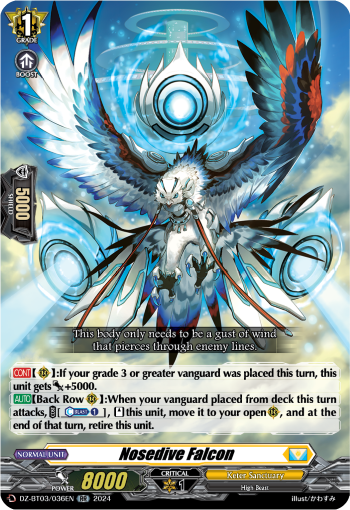 1
GRADE
BOOST
5000
SHIELD
This body only needs to be a gust of wind
that pierces through enemy lines.
CONT【 】:If your grade 3 or greater vanguard was placed this turn, this
unit gets +5000.
AUTO【Back Row 】:When your vanguard placed from deck this turn
attacks, [ BLAST 1 ], [ ]this unit, move it to your open , and at the
end of that turn, retire this unit.
NORMAL UNIT
Nosedive Falcon
POWER
8000
CRITICAL
1
Keter Sanctuary
High Beast
DZ-BT03/036EN RR 2024
illust/かわすみ